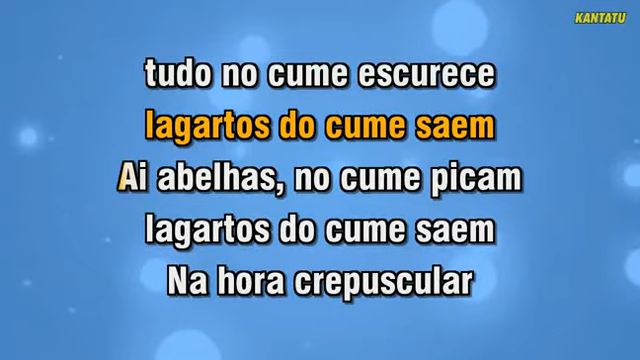 KANTATU
tudo no cume escurece
lagartos do cume saem
Ai abelhas, no cume picam
lagartos do cume saem
Na hora crepuscular